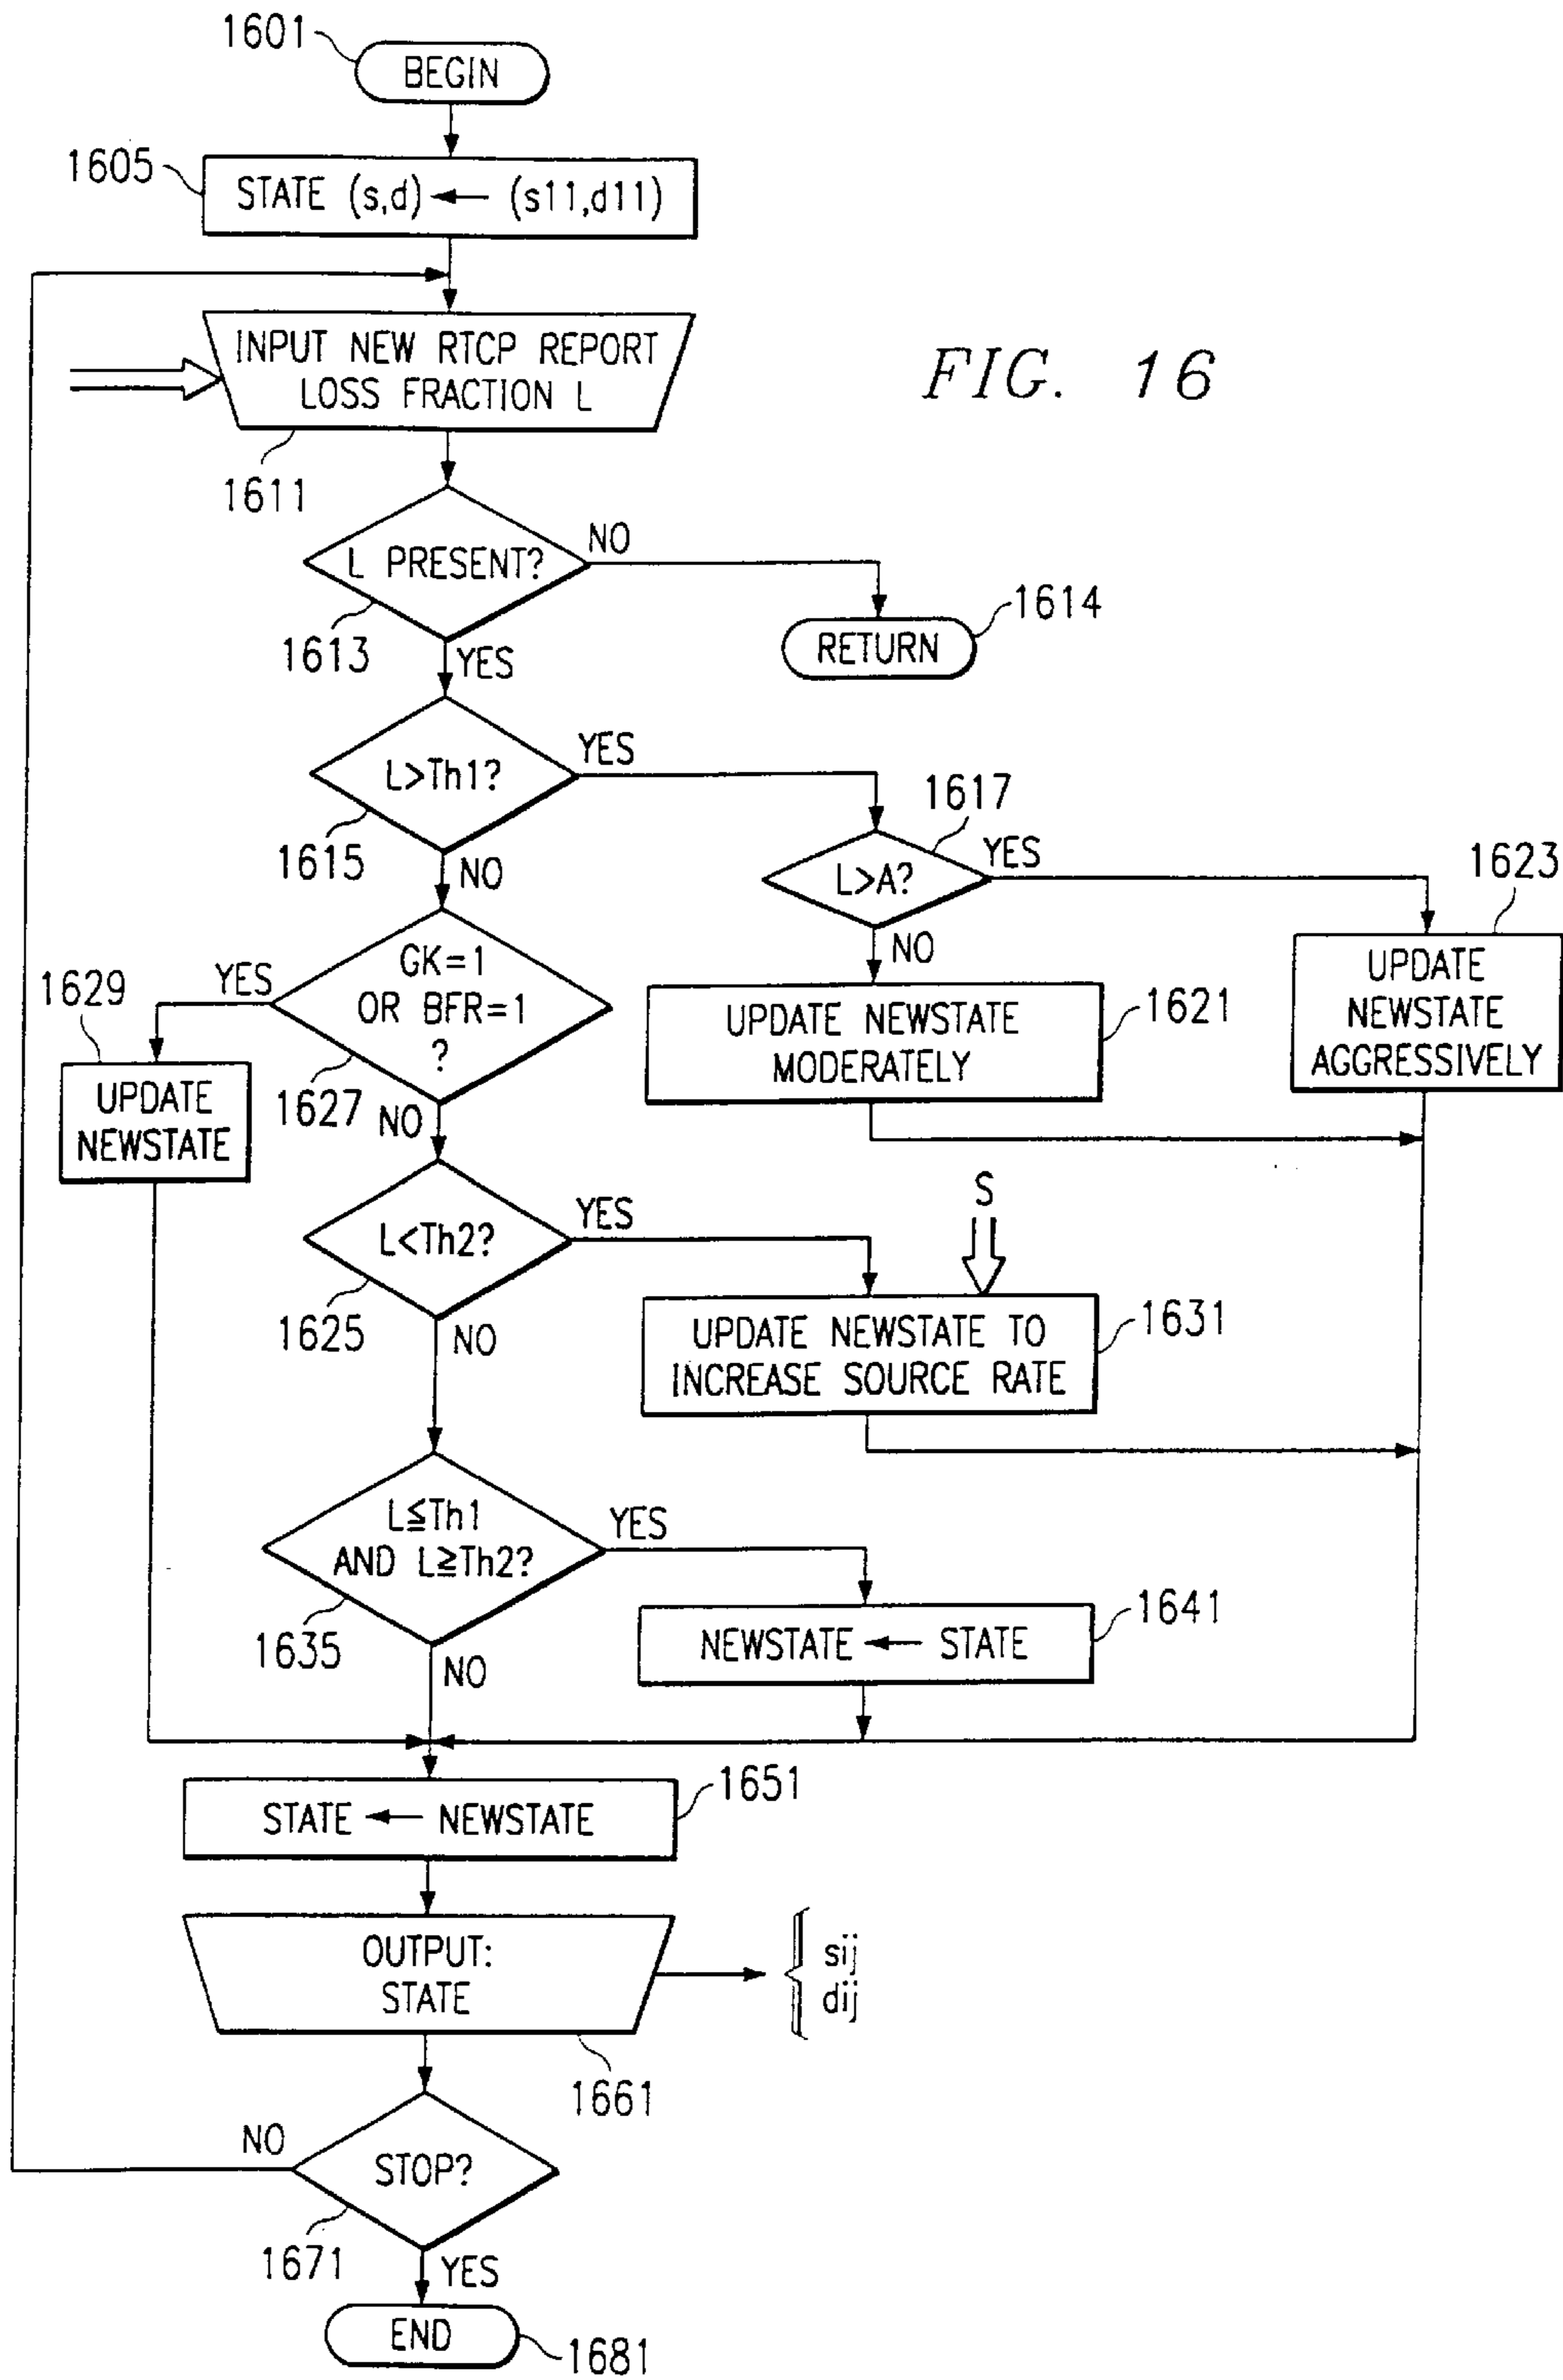 1601
BEGIN
1605
STATE (s,d) ← (s11,d11)
INPUT NEW RTCP REPORT
LOSS FRACTION L
FIG. 16
1611
L PRESENT?
NO
1613
YES
1614
RETURN
L>Th1?
YES
1615
NO
1617
L>A?
YES
NO
1623
UPDATE
NEWSTATE
AGGRESSIVELY
GK=1
OR BFR=1
?
YES
1629
1627
NO
UPDATE
NEWSTATE
UPDATE NEWSTATE
MODERATELY
1621
L<Th2?
YES
1625
NO
S
UPDATE NEWSTATE TO
INCREASE SOURCE RATE
1631
L≦Th1
AND L≧Th2?
YES
1635
NO
NEWSTATE ← STATE
1641
STATE ← NEWSTATE
1651
OUTPUT:
STATE
sij
dij
1661
STOP?
NO
1671
YES
END
1681